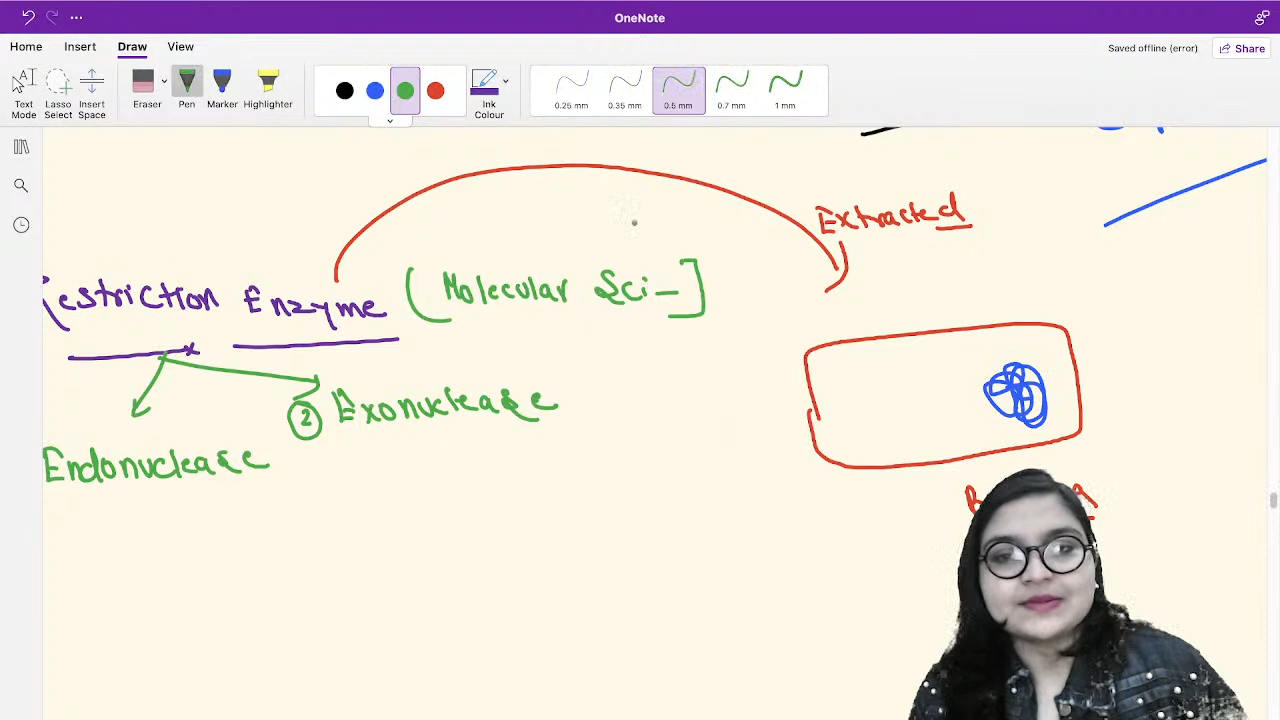 OneNote
Home Insert Draw View
Saved offline (error) Share
Text Mode
Lasso Select
Insert Space
Eraser
Pen
Marker
Highlighter
Ink Colour
0.25 mm 0.35 mm 0.5 mm 0.7 mm 1 mm
Extracted
Restriction Enzyme [Molecular Sci-]
② Exonuclease
Endonuclease